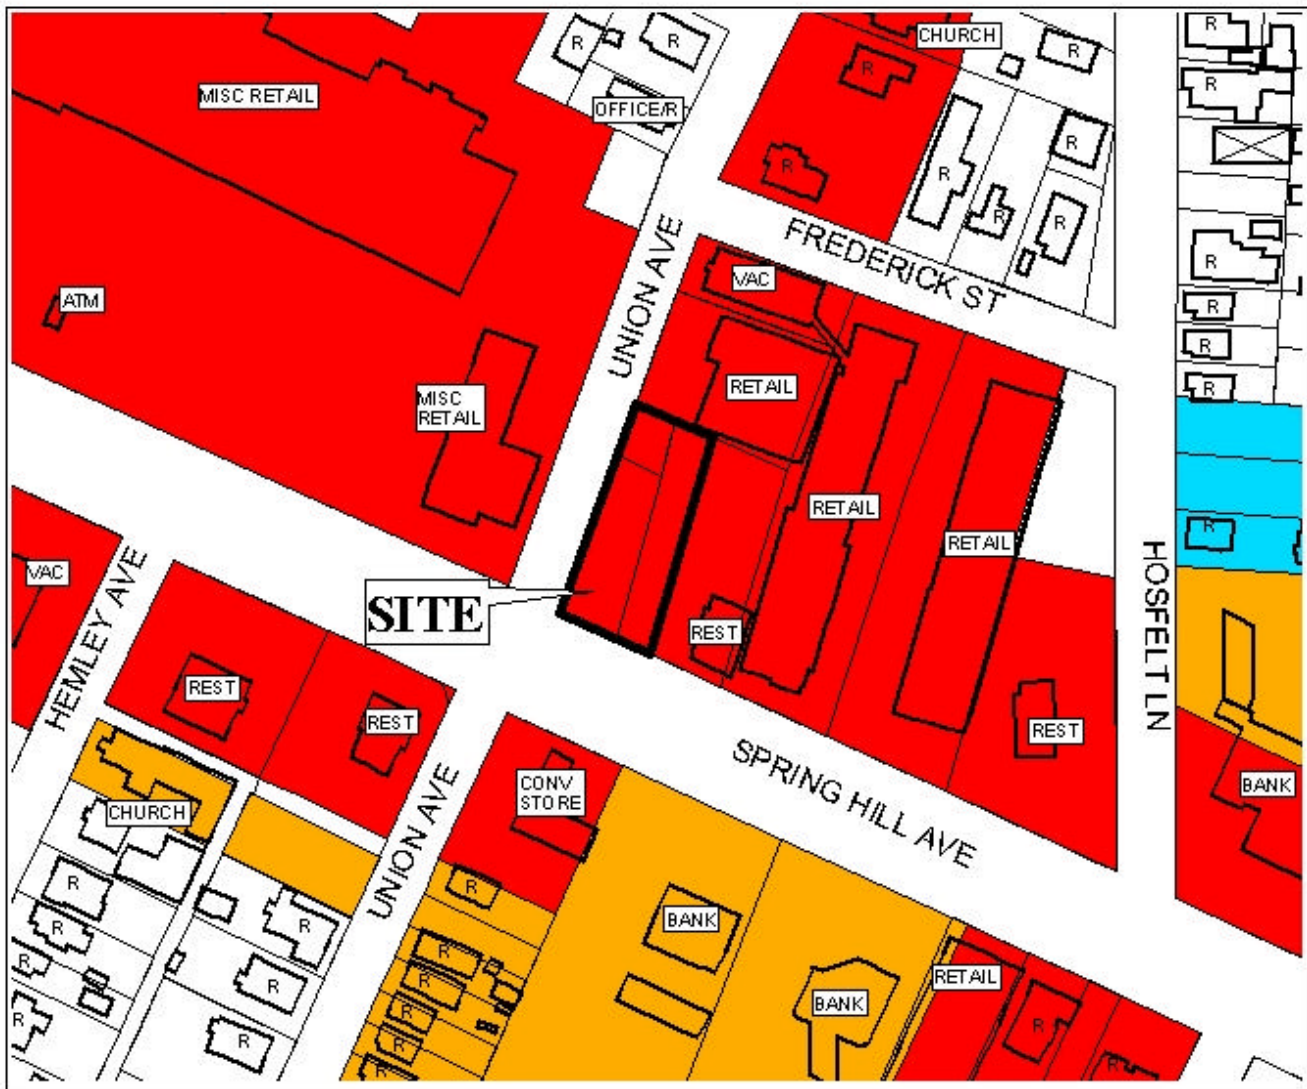 R
R
CHURCH
R
R
R
MISC RETAIL
OFFICE/R
R
R
R
R
R
R
R
FREDERICK ST
UNION AVE
VAC
R
ATM
R
R
R
RETAIL
MISC
RETAIL
RETAIL
RETAIL
R
HOSFELT LN
VAC
SITE
HEMLEY AVE
REST
REST
REST
REST
SPRING HILL AVE
CONV
STORE
BANK
CHURCH
UNION AVE
R
R
R
R
BANK
R
R
R
R
RETAIL
BANK
R
R
R
R
R
R
R